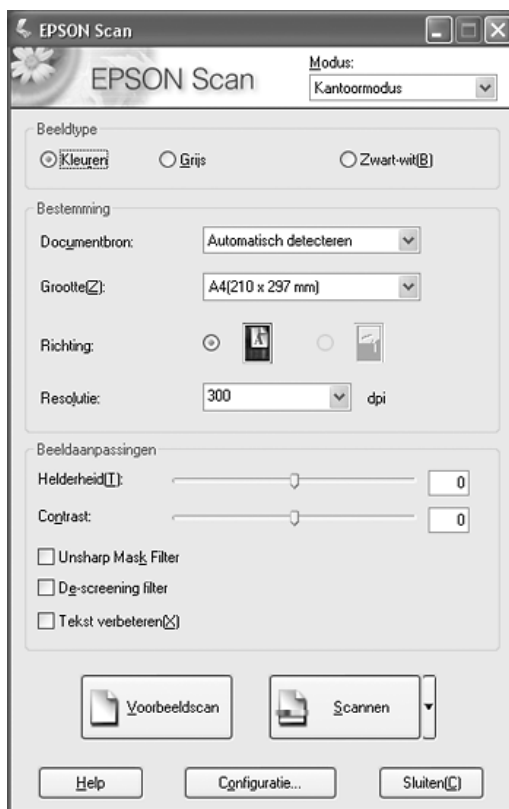 EPSON Scan
EPSON Scan
Modus:
Kantoormodus
Beeldtype
Kleuren
Grijs
Zwart-wit(B)
Bestemming
Documentbron:
Automatisch detecteren
Grootte(Z):
A4(210 x 297 mm)
Richting:
Resolutie:
300
dpi
Beeldaanpassingen
Helderheid(T):
0
Contrast:
0
Unsharp Mask Filter
De-screening filter
Tekst verbeteren(X)
Voorbeeldscan
Scannen
Help
Configuratie...
Sluiten(C)